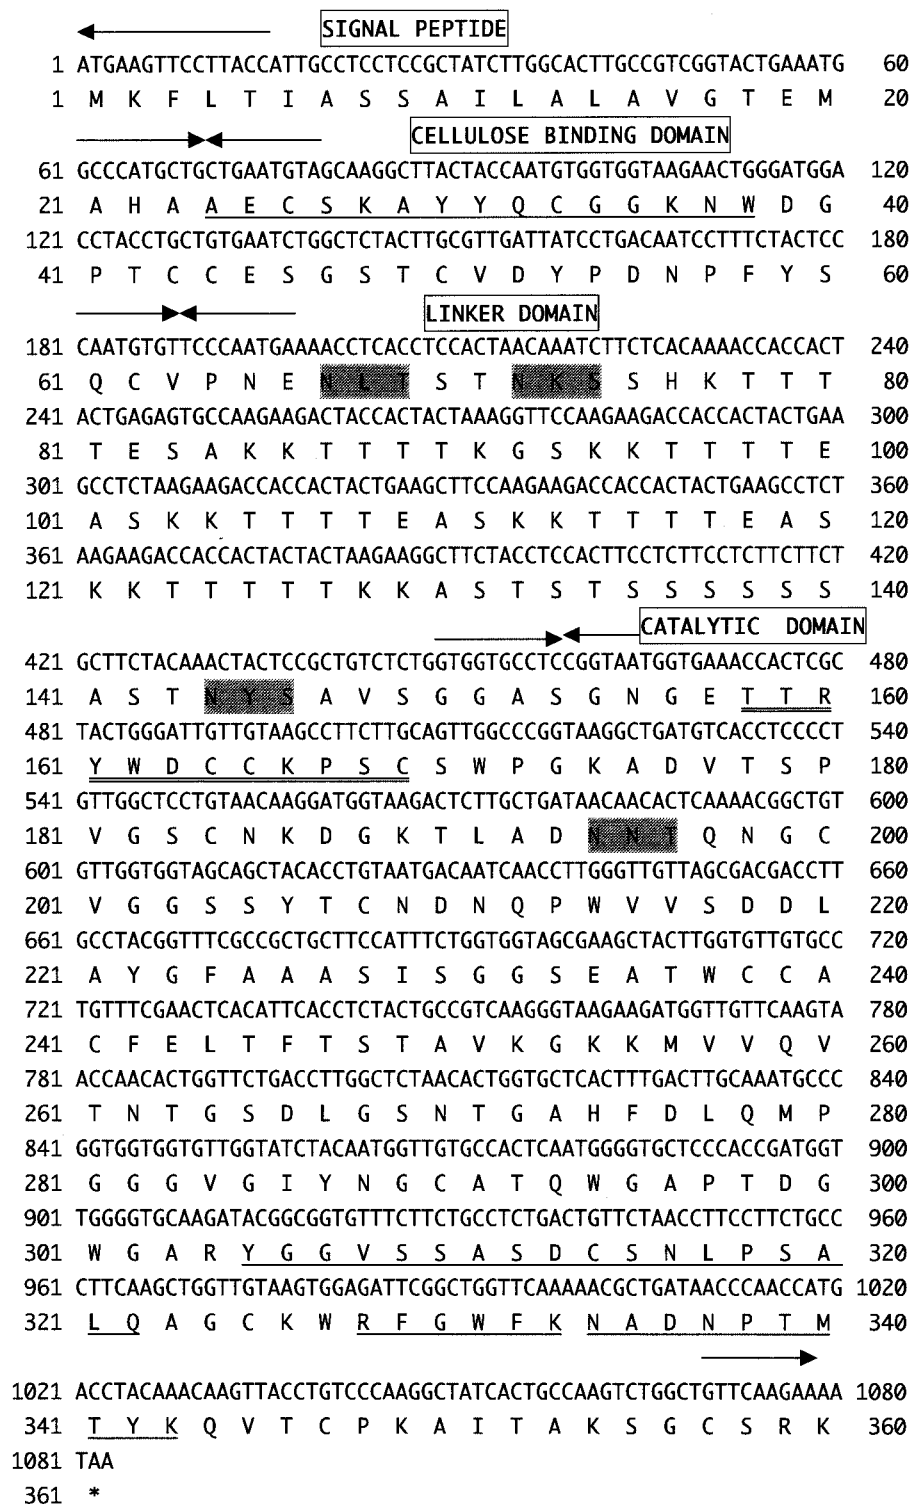 SIGNAL PEPTIDE
1 ATGAAGTTCCTTACCATTGCCTCCTCCGCTATCTTGGCACTTGCCGTCGGTACTGAAATG 60
1 M K F L T I A S S A I L A L A V G T E M 20
CELLULOSE BINDING DOMAIN
61 GCCCATGCTGCTGAATGTAGCAAGGCTTACTACCAATGTGGTGGTAAGAACTGGGATGGA 120
21 A H A A E C S K A Y Y Q C G G K N W D G 40
121 CCTACCTGCTGTGAATCTGGCTCTACTTGCGTTGATTATCCTGACAATCCTTTCTACTCC 180
41 P T C C E S G S T C V D Y P D N P F Y S 60
LINKER DOMAIN
181 CAATGTGTTCCCAATGAAAACCTCACCTCCACTAACAAATCTTCTCACAAAACCACCACT 240
61 Q C V P N E N L T S T N K S S H K T T T 80
241 ACTGAGAGTGCCAAGAAGACTACCACTACTAAAGGTTCCAAGAAGACCACCACTACTGAA 300
81 T E S A K K T T T T K G S K K T T T T E 100
301 GCCTCTAAGAAGACCACCACTACTGAAGCTTCCAAGAAGACCACCACTACTGAAGCCTCT 360
101 A S K K T T T T E A S K K T T T T E A S 120
361 AAGAAGACCACCACTACTACTAAGAAGGCTTCTACCTCCACTTCCTCTTCCTCTTCTTCT 420
121 K K T T T T T K K A S T S T S S S S S S 140
CATALYTIC DOMAIN
421 GCTTCTACAAACTACTCCGCTGTCTCTGGTGGTGCCTCCGGTAATGGTGAAACCACTCGC 480
141 A S T N Y S A V S G G A S G N G E T T R 160
481 TACTGGGATTGTTGTAAGCCTTCTTGCAGTTGGCCCGGTAAGGCTGATGTCACCTCCCCT 540
161 Y W D C C K P S C S W P G K A D V T S P 180
541 GTTGGCTCCTGTAACAAGGATGGTAAGACTCTTGCTGATAACAACACTCAAAACGGCTGT 600
181 V G S C N K D G K T L A D N N T Q N G C 200
601 GTTGGTGGTAGCAGCTACACCTGTAATGACAATCAACCTTGGGTTGTTAGCGACGACCTT 660
201 V G G S S Y T C N D N Q P W V V S D D L 220
661 GCCTACGGTTTCGCCGCTGCTTCCATTTCTGGTGGTAGCGAAGCTACTTGGTGTTGTGCC 720
221 A Y G F A A A S I S G G S E A T W C C A 240
721 TGTTTCGAACTCACATTCACCTCTACTGCCGTCAAGGGTAAGAAGATGGTTGTTCAAGTA 780
241 C F E L T F T S T A V K G K K M V V Q V 260
781 ACCAACACTGGTTCTGACCTTGGCTCTAACACTGGTGCTCACTTTGACTTGCAAATGCCC 840
261 T N T G S D L G S N T G A H F D L Q M P 280
841 GGTGGTGGTGTTGGTATCTACAATGGTTGTGCCACTCAATGGGGTGCTCCCACCGATGGT 900
281 G G G V G I Y N G C A T Q W G A P T D G 300
901 TGGGGTGCAAGATACGGCGGTGTTTCTTCTGCCTCTGACTGTTCTAACCTTCCTTCTGCC 960
301 W G A R Y G G V S S A S D C S N L P S A 320
961 CTTCAAGCTGGTTGTAAGTGGAGATTCGGCTGGTTCAAAAACGCTGATAACCCAACCATG 1020
321 L Q A G C K W R F G W F K N A D N P T M 340
1021 ACCTACAAACAAGTTACCTGTCCCAAGGCTATCACTGCCAAGTCTGGCTGTTCAAGAAAA 1080
341 T Y K Q V T C P K A I T A K S G C S R K 360
1081 TAA
361 *